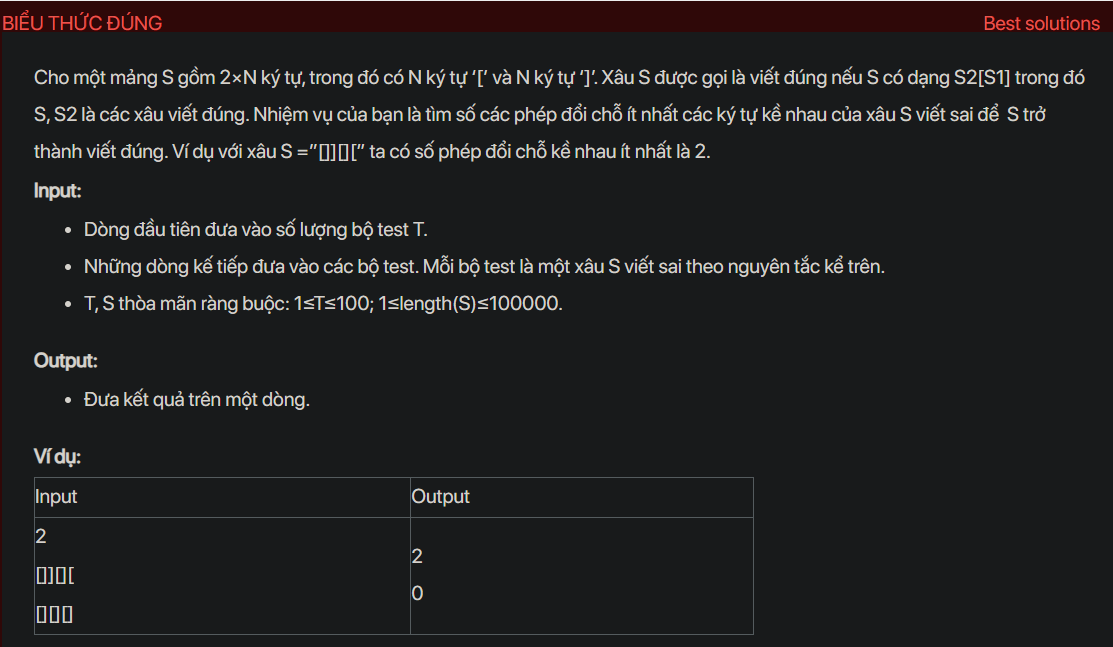 BIỂU THỨC ĐÚNG
Best solutions
Cho một mảng S gồm 2×N ký tự, trong đó có N ký tự ‘[’ và N ký tự ‘]’. Xâu S được gọi là viết đúng nếu S có dạng S2[S1] trong đó
S, S2 là các xâu viết đúng. Nhiệm vụ của bạn là tìm số các phép đổi chỗ ít nhất các ký tự kề nhau của xâu S viết sai để S trở
thành viết đúng. Ví dụ với xâu S =”[]][][” ta có số phép đổi chỗ kề nhau ít nhất là 2.
Input:
• Dòng đầu tiên đưa vào số lượng bộ test T.
• Những dòng kế tiếp đưa vào các bộ test. Mỗi bộ test là một xâu S viết sai theo nguyên tắc kể trên.
• T, S thỏa mãn ràng buộc: 1≤T≤100; 1≤length(S)≤100000.
Output:
• Đưa kết quả trên một dòng.
Ví dụ:
Input Output
2
[]][][
[][][]
2
0